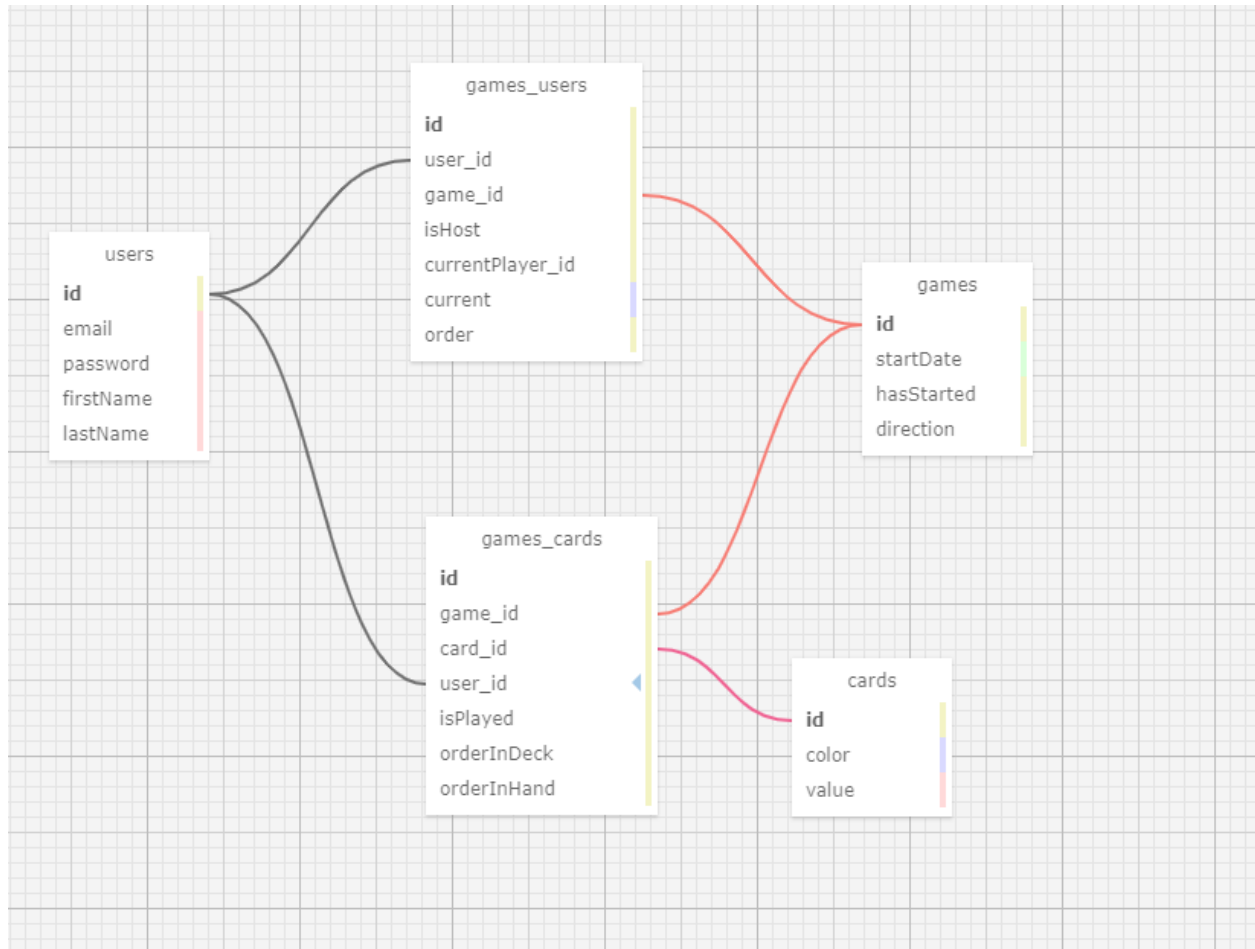 games_users
id
user_id
game_id
isHost
currentPlayer_id
current
order
users
id
email
password
firstName
lastName
games
id
startDate
hasStarted
direction
games_cards
id
game_id
card_id
user_id
isPlayed
orderInDeck
orderInHand
cards
id
color
value